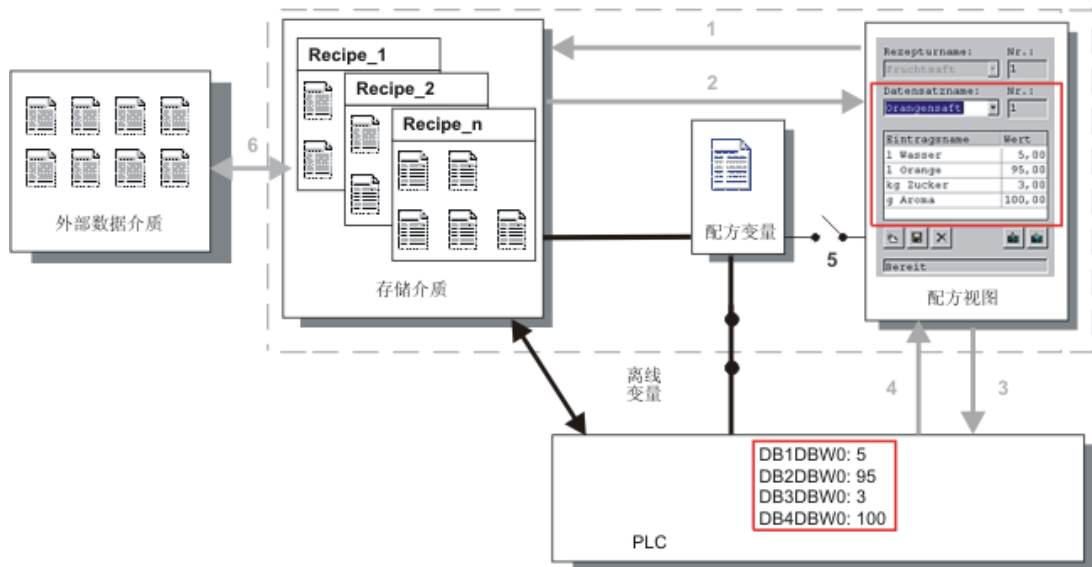 外部数据介质
6
Recipe_1
Recipe_2
Recipe_n
存储介质
1
2
配方变量
5
Rezepturname: Nr.:
Fruchtsaft 1
Datensatzname: Nr.:
Orangensaft 1
Eintragsname Wert
l Wasser 5,00
l Orange 95,00
kg Zucker 3,00
g Aroma 100,00
Bereit
配方视图
离线
变量
4
3
DB1DBW0: 5
DB2DBW0: 95
DB3DBW0: 3
DB4DBW0: 100
PLC